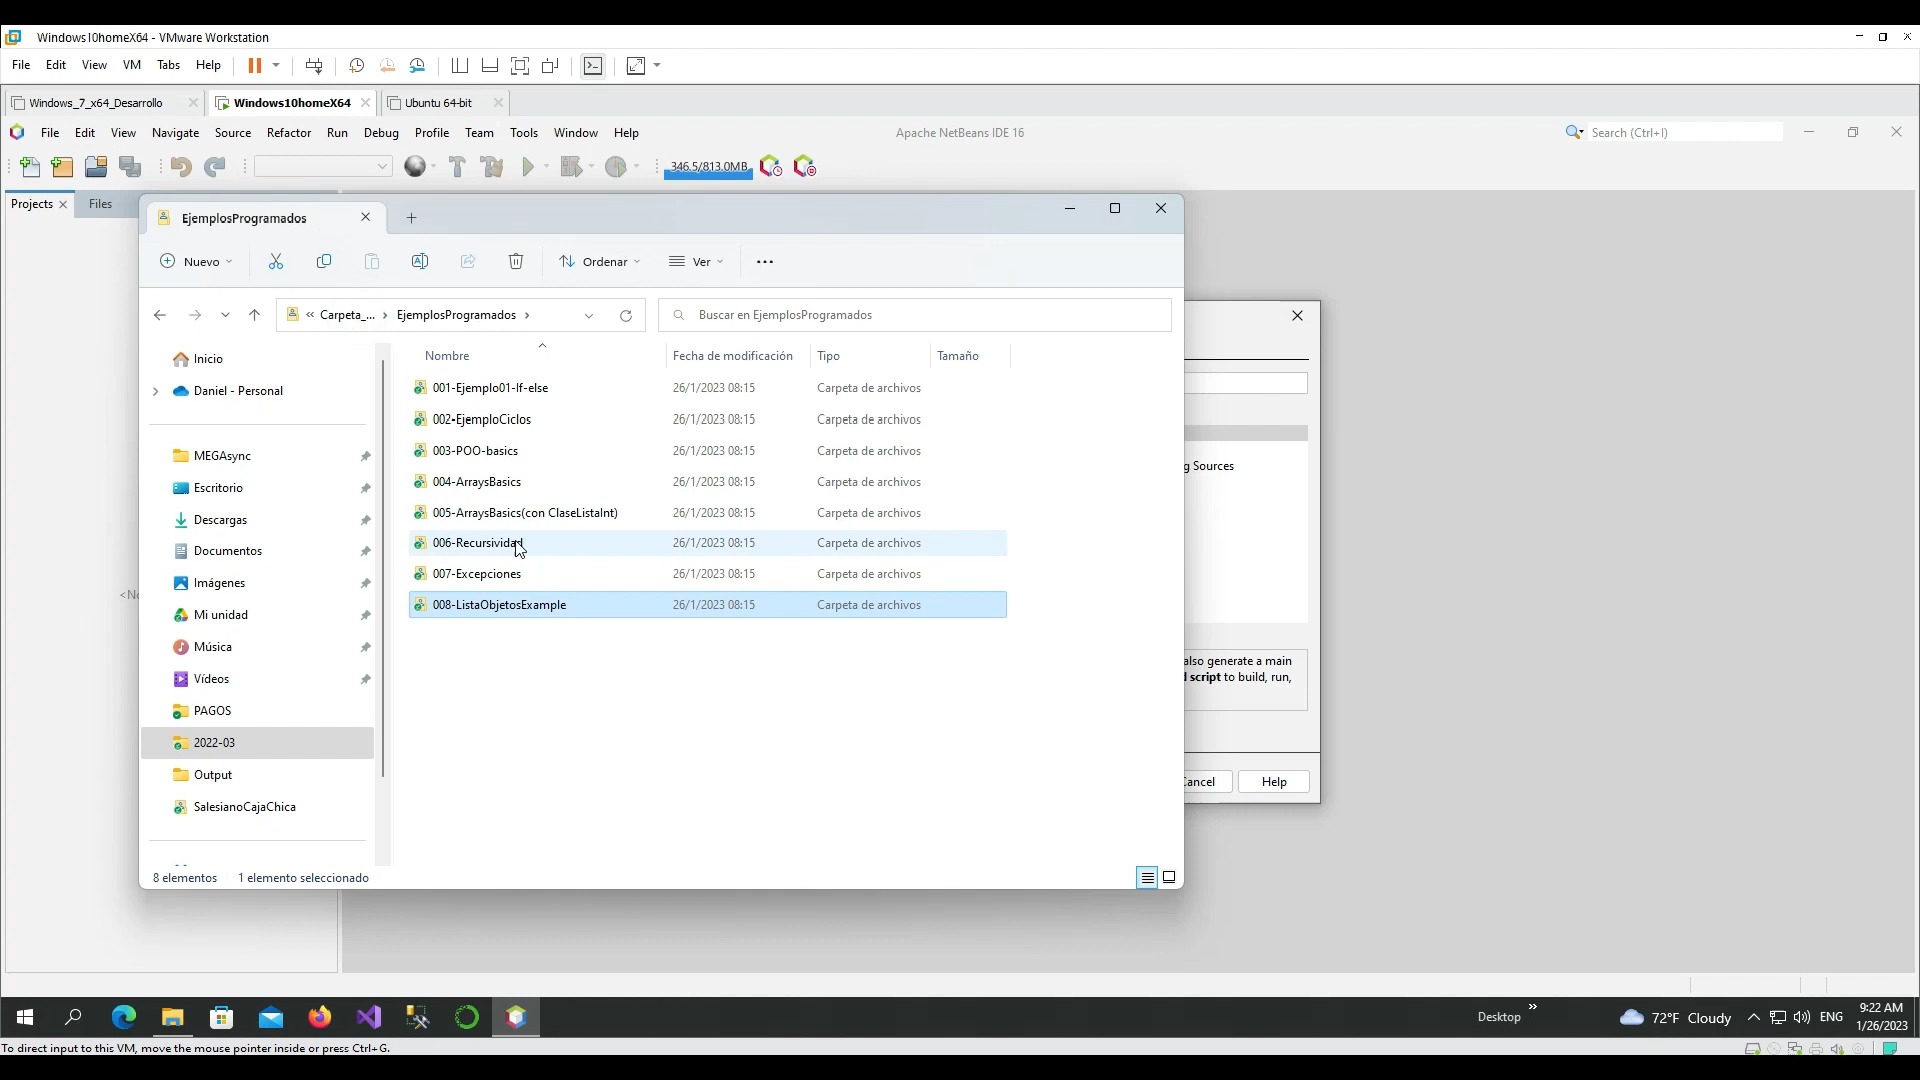 Windows10homeX64 - VMware Workstation
File Edit View VM Tabs Help
Windows_7_x64_Desarrollo Windows10homeX64 Ubuntu 64-bit
File Edit View Navigate Source Refactor Run Debug Profile Team Tools Window Help Apache NetBeans IDE 16 Search (Ctrl+I)
346.5/813.0MB
Projects Files
EjemplosProgramados
Nuevo Ordenar Ver
« Carpeta_... > EjemplosProgramados > Buscar en EjemplosProgramados
Nombre Fecha de modificación Tipo Tamaño
Inicio
Daniel - Personal
MEGAsync
Escritorio
Descargas
Documentos
Imágenes
Mi unidad
Música
Vídeos
PAGOS
2022-03
Output
SalesianoCajaChica
001-Ejemplo01-If-else 26/1/2023 08:15 Carpeta de archivos
002-EjemploCiclos 26/1/2023 08:15 Carpeta de archivos
003-POO-basics 26/1/2023 08:15 Carpeta de archivos
004-ArraysBasics 26/1/2023 08:15 Carpeta de archivos
005-ArraysBasics(con ClaseListaInt) 26/1/2023 08:15 Carpeta de archivos
006-Recursividad 26/1/2023 08:15 Carpeta de archivos
007-Excepciones 26/1/2023 08:15 Carpeta de archivos
008-ListaObjetosExample 26/1/2023 08:15 Carpeta de archivos
8 elementos 1 elemento seleccionado
<No
g Sources
also generate a main
d script to build, run,
Cancel Help
Desktop » 72°F Cloudy ENG 9:22 AM
1/26/2023
To direct input to this VM, move the mouse pointer inside or press Ctrl+G.